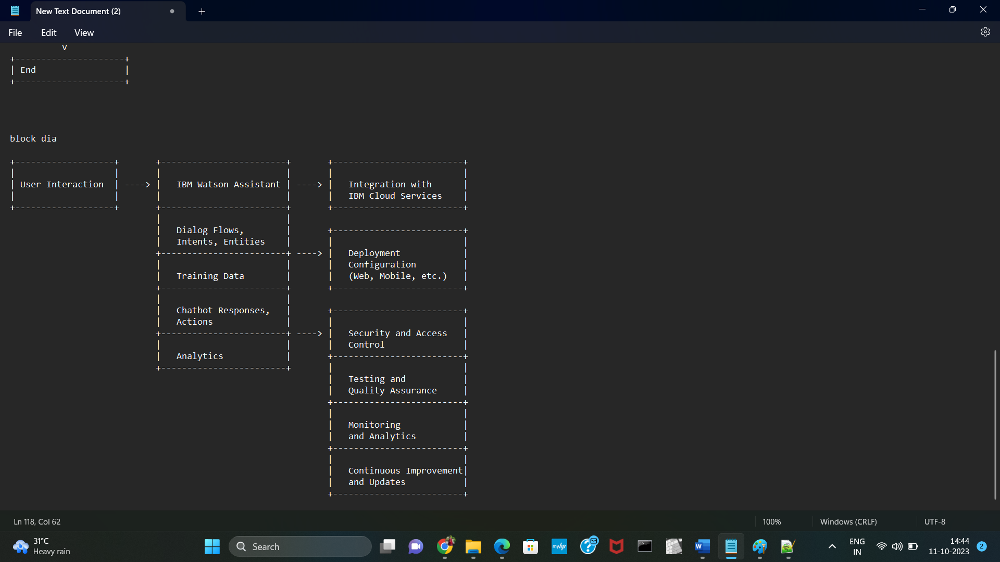 New Text Document (2)
File Edit View
v
+---------------------+
| End                 |
+---------------------+
block dia
+-------------------+       +------------------------+       +-------------------------+
|                   |       |                        |       |                         |
| User Interaction  | ----> |   IBM Watson Assistant | ----> |   Integration with      |
|                   |       |                        |       |   IBM Cloud Services    |
+-------------------+       +------------------------+       +-------------------------+
                            |                        |
                            |   Dialog Flows,        |       +-------------------------+
                            |   Intents, Entities    |       |                         |
                            +------------------------+ ----> |   Deployment            |
                            |                        |       |   Configuration         |
                            |   Training Data        |       |   (Web, Mobile, etc.)   |
                            +------------------------+       +-------------------------+
                            |                        |
                            |   Chatbot Responses,   |       +-------------------------+
                            |   Actions              |       |                         |
                            +------------------------+ ----> |   Security and Access   |
                            |                        |       |   Control               |
                            |   Analytics            |       +-------------------------+
                            +------------------------+       |                         |
                                                             |   Testing and           |
                                                             |   Quality Assurance     |
                                                             +-------------------------+
                                                             |                         |
                                                             |   Monitoring            |
                                                             |   and Analytics         |
                                                             +-------------------------+
                                                             |                         |
                                                             |   Continuous Improvement|
                                                             |   and Updates           |
                                                             +-------------------------+
Ln 118, Col 62 100% Windows (CRLF) UTF-8
31°C
Heavy rain
Search
myhp
ENG
IN
14:44
11-10-2023
2